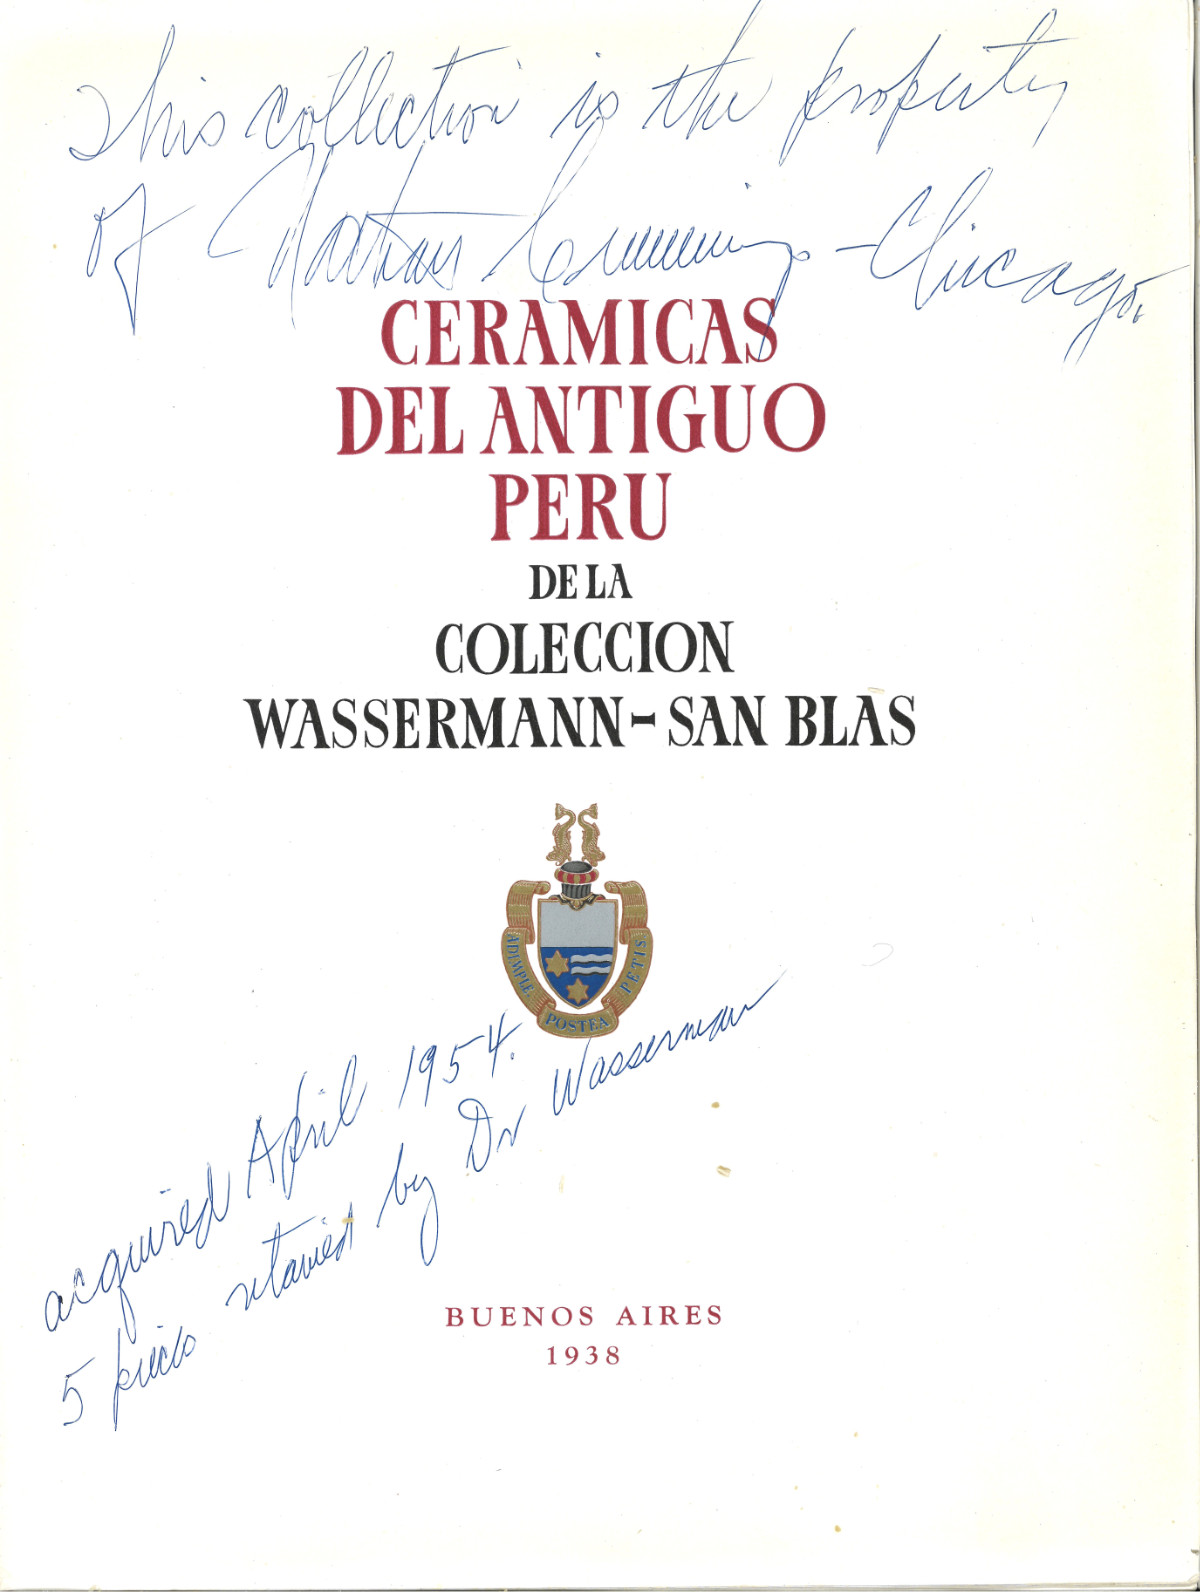 This collection is the property
of Nathan Cummings - Chicago.
CERAMICAS
DEL ANTIGUO
PERU
DE LA
COLECCION
WASSERMANN-SAN BLAS
ADIMPLE POSTEA PETIS
acquired April 1954.
5 pieces retained by Dr Wasserman
BUENOS AIRES
1938